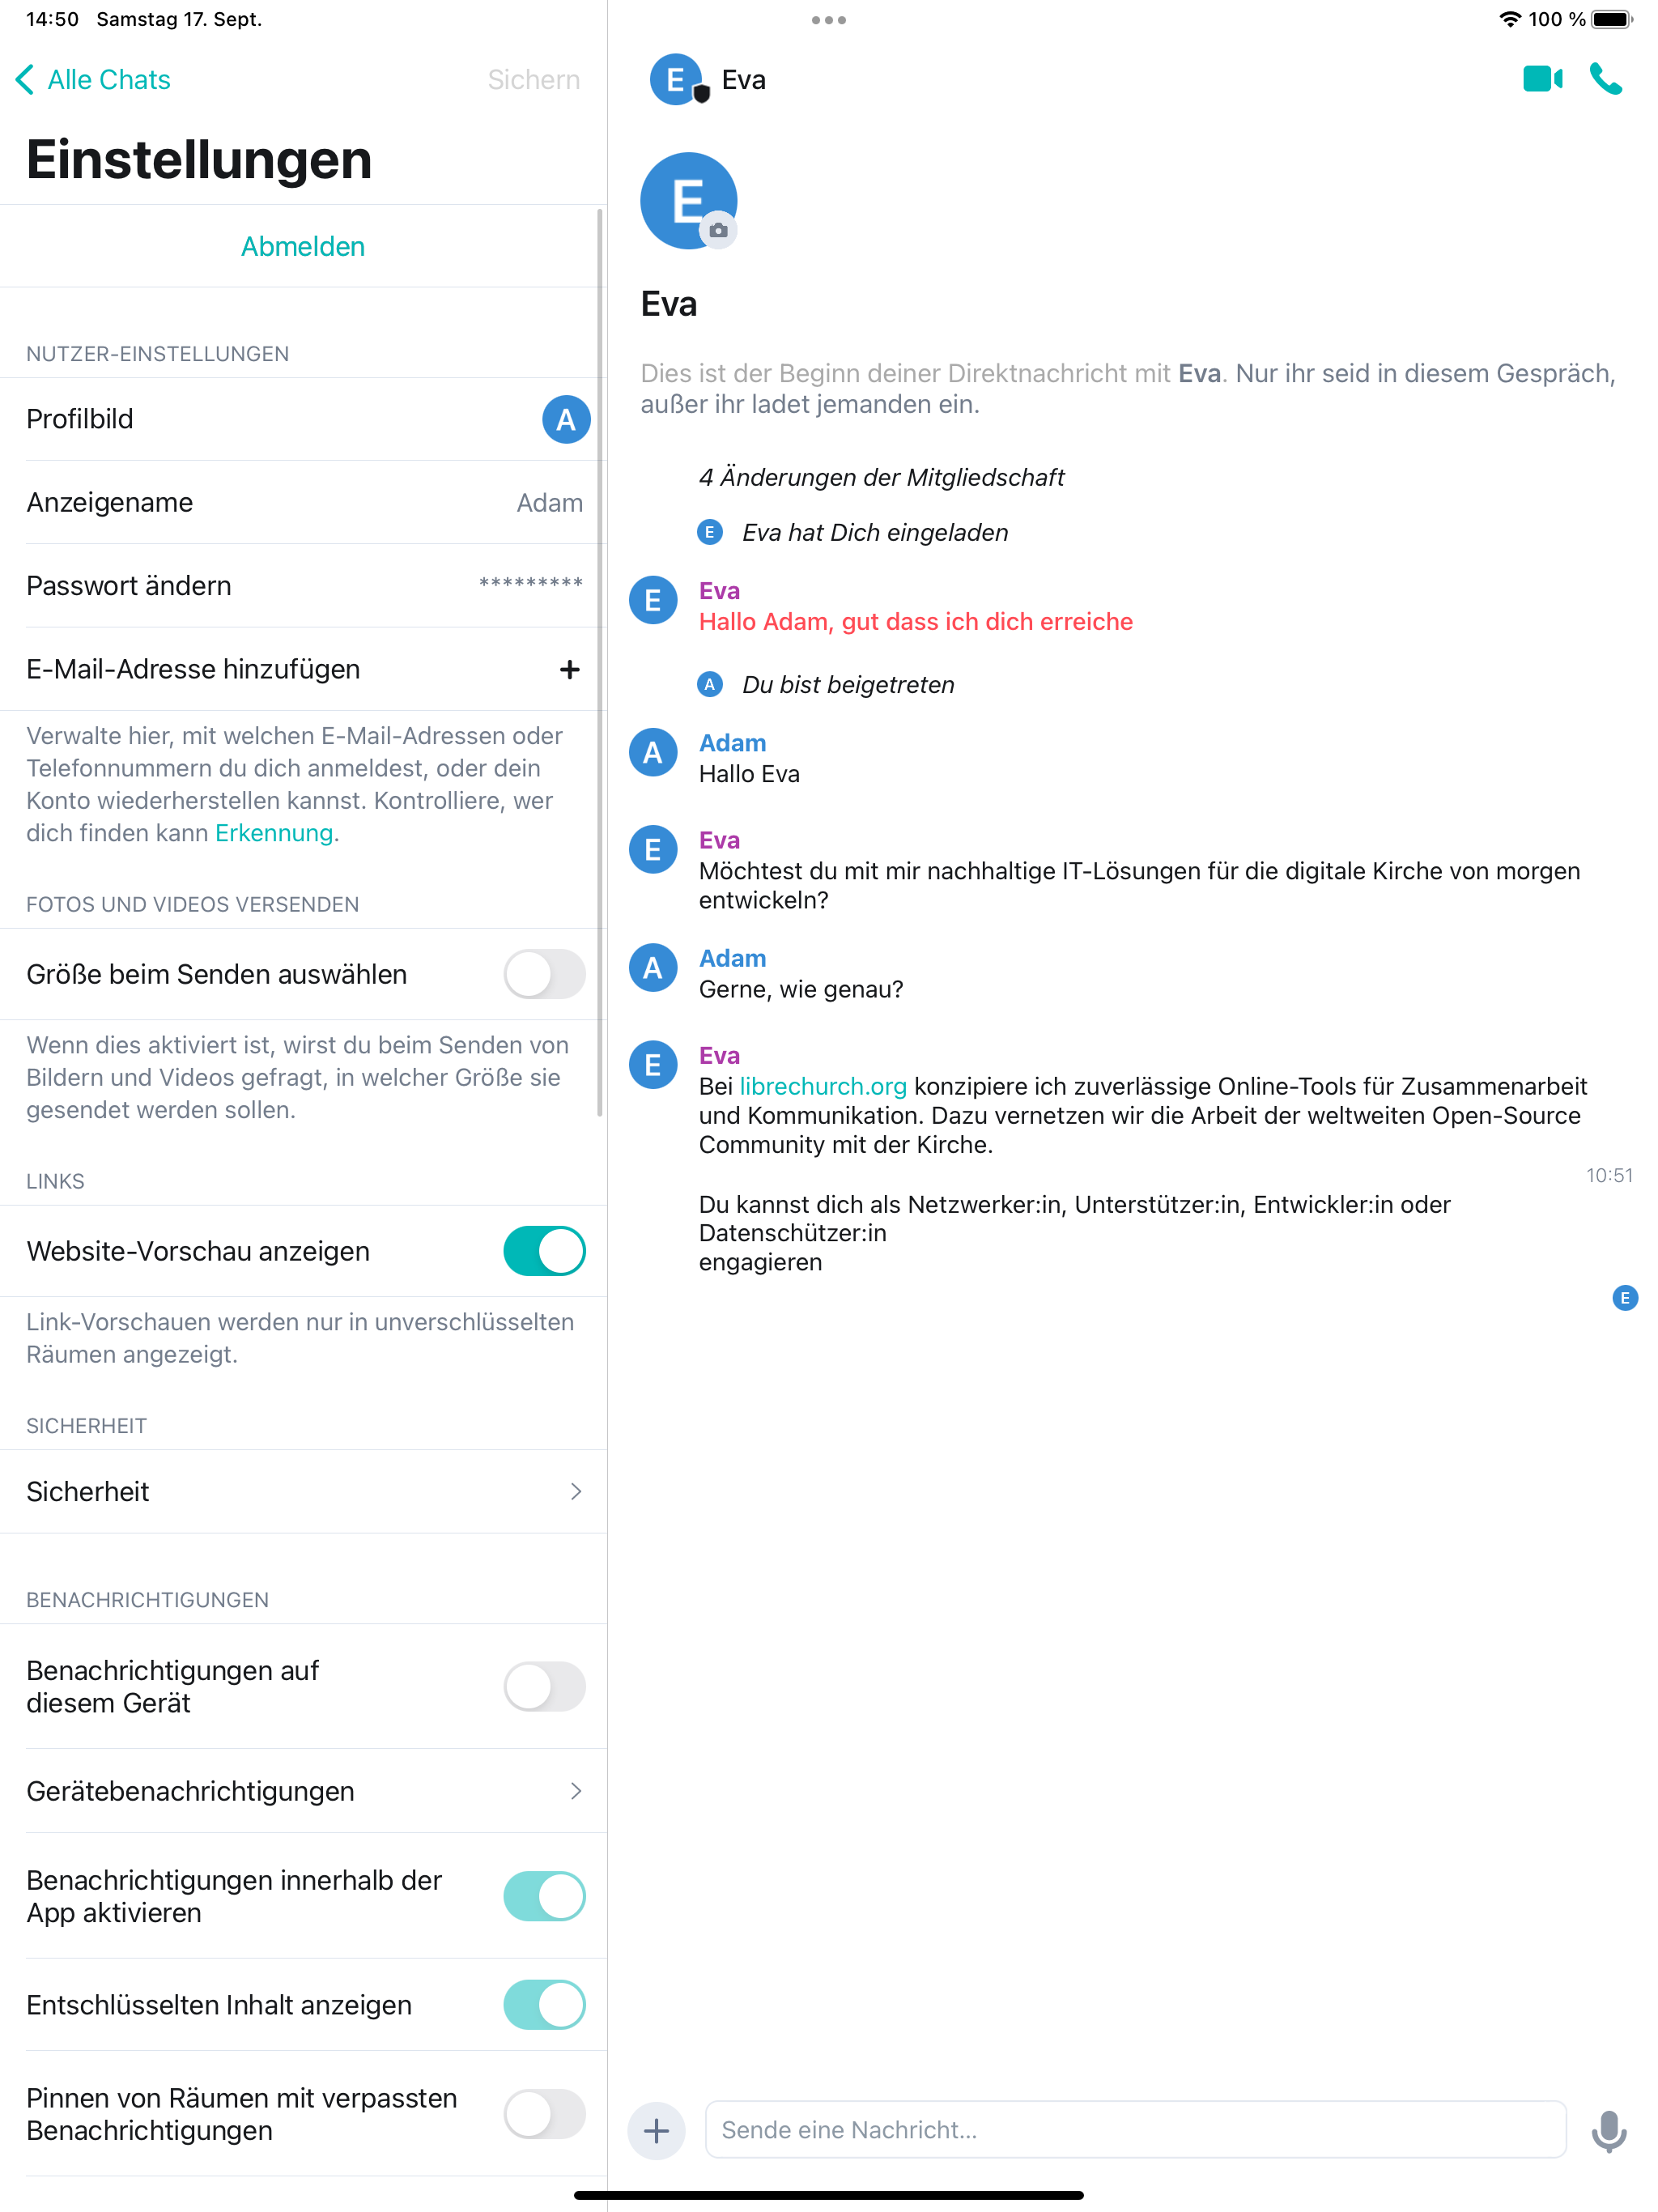 14:50 Samstag 17. Sept.
100 %
Alle Chats
Sichern
Einstellungen
Abmelden
NUTZER-EINSTELLUNGEN
Profilbild
A
Anzeigename
Adam
Passwort ändern
*********
E-Mail-Adresse hinzufügen
+
Verwalte hier, mit welchen E-Mail-Adressen oder
Telefonnummern du dich anmeldest, oder dein
Konto wiederherstellen kannst. Kontrolliere, wer
dich finden kann Erkennung.
FOTOS UND VIDEOS VERSENDEN
Größe beim Senden auswählen
Wenn dies aktiviert ist, wirst du beim Senden von
Bildern und Videos gefragt, in welcher Größe sie
gesendet werden sollen.
LINKS
Website-Vorschau anzeigen
Link-Vorschauen werden nur in unverschlüsselten
Räumen angezeigt.
SICHERHEIT
Sicherheit
BENACHRICHTIGUNGEN
Benachrichtigungen auf
diesem Gerät
Gerätebenachrichtigungen
Benachrichtigungen innerhalb der
App aktivieren
Entschlüsselten Inhalt anzeigen
Pinnen von Räumen mit verpassten
Benachrichtigungen
E
Eva
E
Eva
Dies ist der Beginn deiner Direktnachricht mit Eva. Nur ihr seid in diesem Gespräch,
außer ihr ladet jemanden ein.
4 Änderungen der Mitgliedschaft
E Eva hat Dich eingeladen
E
Eva
Hallo Adam, gut dass ich dich erreiche
A Du bist beigetreten
A
Adam
Hallo Eva
E
Eva
Möchtest du mit mir nachhaltige IT-Lösungen für die digitale Kirche von morgen
entwickeln?
A
Adam
Gerne, wie genau?
E
Eva
Bei librechurch.org konzipiere ich zuverlässige Online-Tools für Zusammenarbeit
und Kommunikation. Dazu vernetzen wir die Arbeit der weltweiten Open-Source
Community mit der Kirche.
10:51
Du kannst dich als Netzwerker:in, Unterstützer:in, Entwickler:in oder
Datenschützer:in
engagieren
E
Sende eine Nachricht...